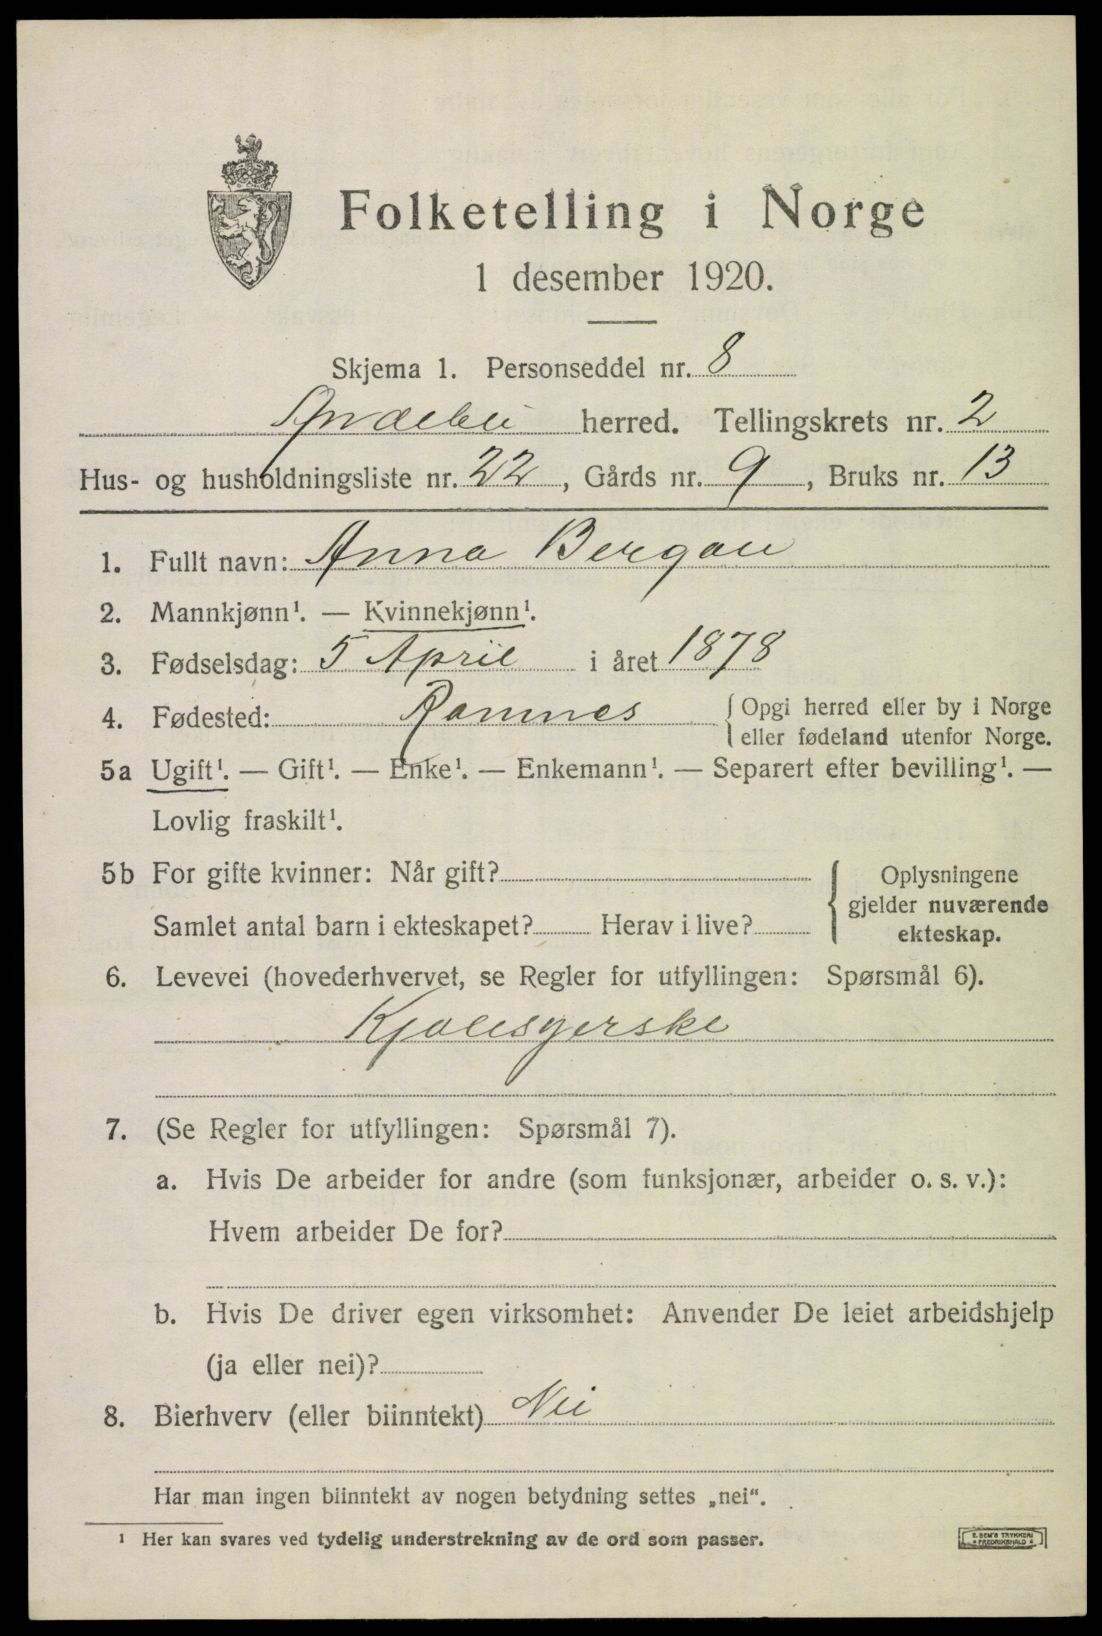 Folketelling i Norge
1 desember 1920.
Skjema 1. Personseddel nr. 8
Andebu herred. Tellingskrets nr. 2
Hus- og husholdningsliste nr. 22, Gårds nr. 9, Bruks nr. 13
1. Fullt navn: Anna Bergan
2. Mannkjønn¹. — Kvinnekjønn¹.
3. Fødselsdag: 5 April i året 1878
4. Fødested: Ramnes { Opgi herred eller by i Norge
eller fødeland utenfor Norge.
5a Ugift¹. — Gift¹. — Enke¹. — Enkemann¹. — Separert efter bevilling¹. —
Lovlig fraskilt¹.
5b For gifte kvinner: Når gift?
Samlet antal barn i ekteskapet? Herav i live?
{ Oplysningene
gjelder nuværende
ekteskap.
6. Levevei (hovederhvervet, se Regler for utfyllingen: Spørsmål 6).
Kjolesyerske
7. (Se Regler for utfyllingen: Spørsmål 7).
a. Hvis De arbeider for andre (som funksjonær, arbeider o. s. v.):
Hvem arbeider De for?
b. Hvis De driver egen virksomhet: Anvender De leiet arbeidshjelp
(ja eller nei)?
8. Bierhverv (eller biinntekt) Nei
Har man ingen biinntekt av nogen betydning settes „nei“.
¹ Her kan svares ved tydelig understrekning av de ord som passer.
E. SEM'S TRYKKERI
FREDRIKSHALD